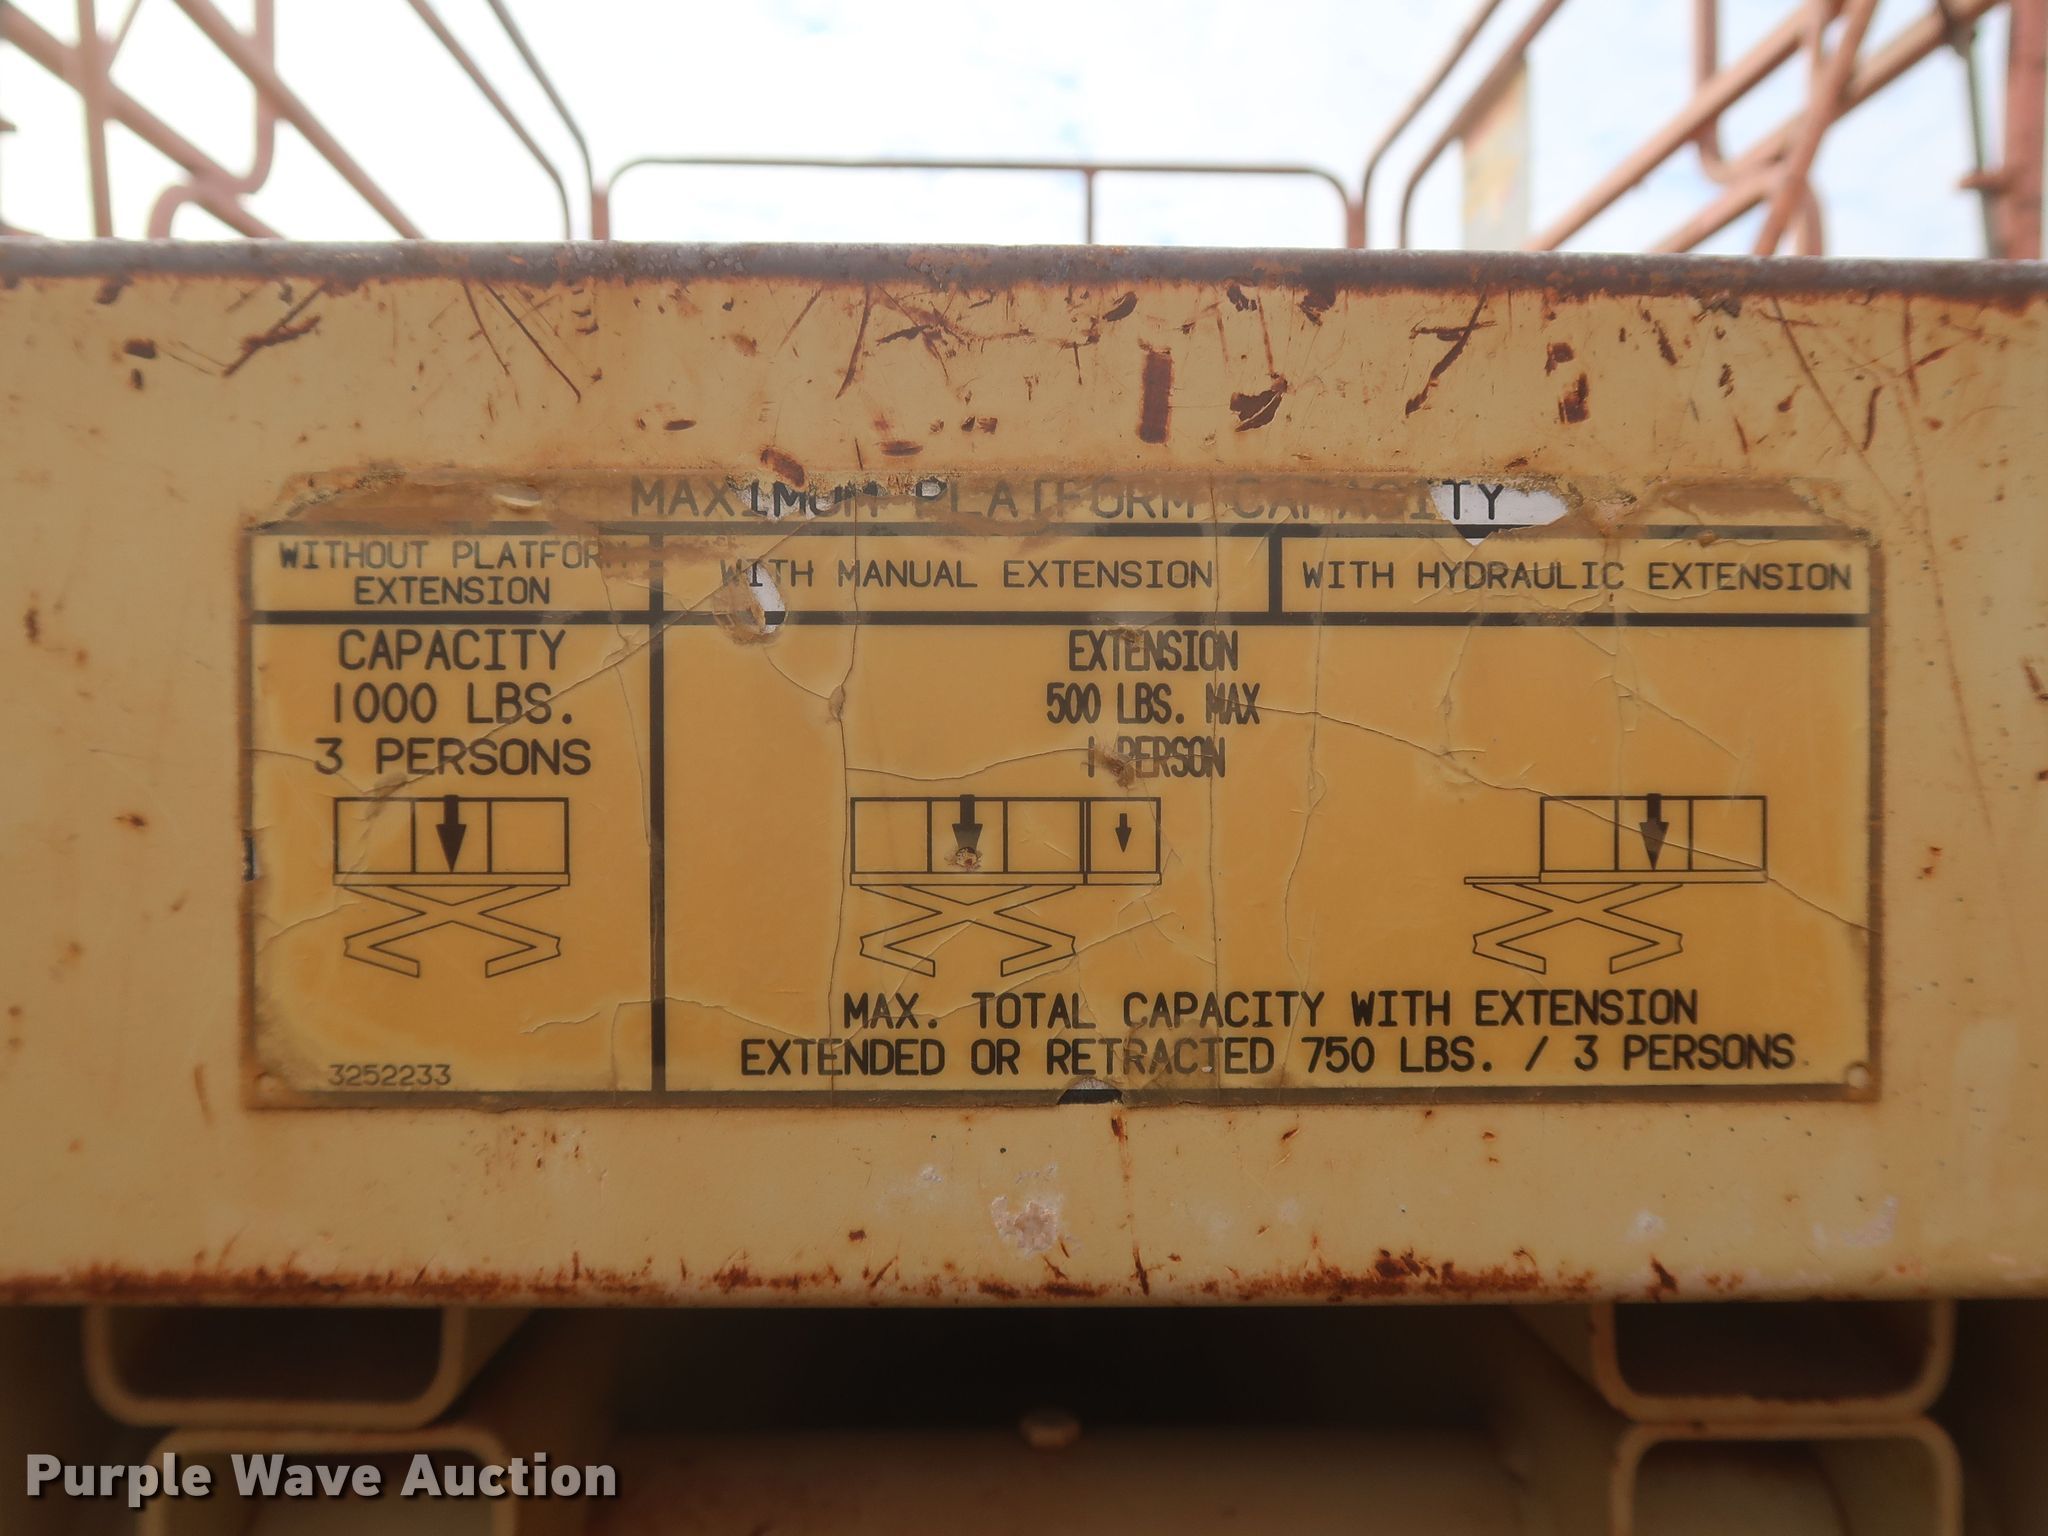 MAXIMUM PLATFORM CAPACITY
WITHOUT PLATFORM
EXTENSION
WITH MANUAL EXTENSION
WITH HYDRAULIC EXTENSION
CAPACITY
1000 LBS.
3 PERSONS
EXTENSION
500 LBS. MAX
1 PERSON
MAX. TOTAL CAPACITY WITH EXTENSION
EXTENDED OR RETRACTED 750 LBS. / 3 PERSONS
3252233
Purple Wave Auction